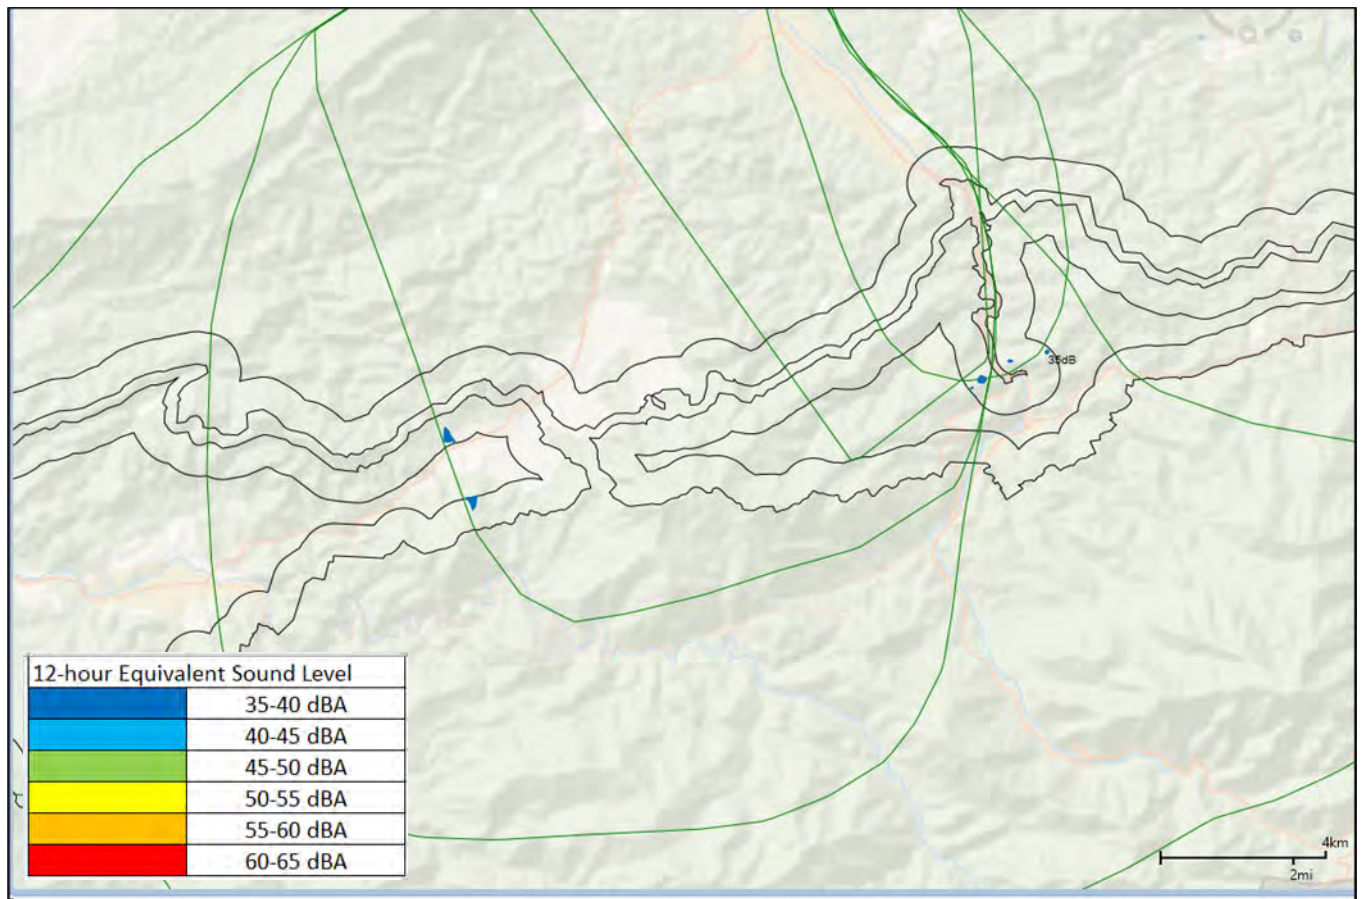 35dB
12-hour Equivalent Sound Level
35-40 dBA
40-45 dBA
45-50 dBA
50-55 dBA
55-60 dBA
60-65 dBA
4km
2mi